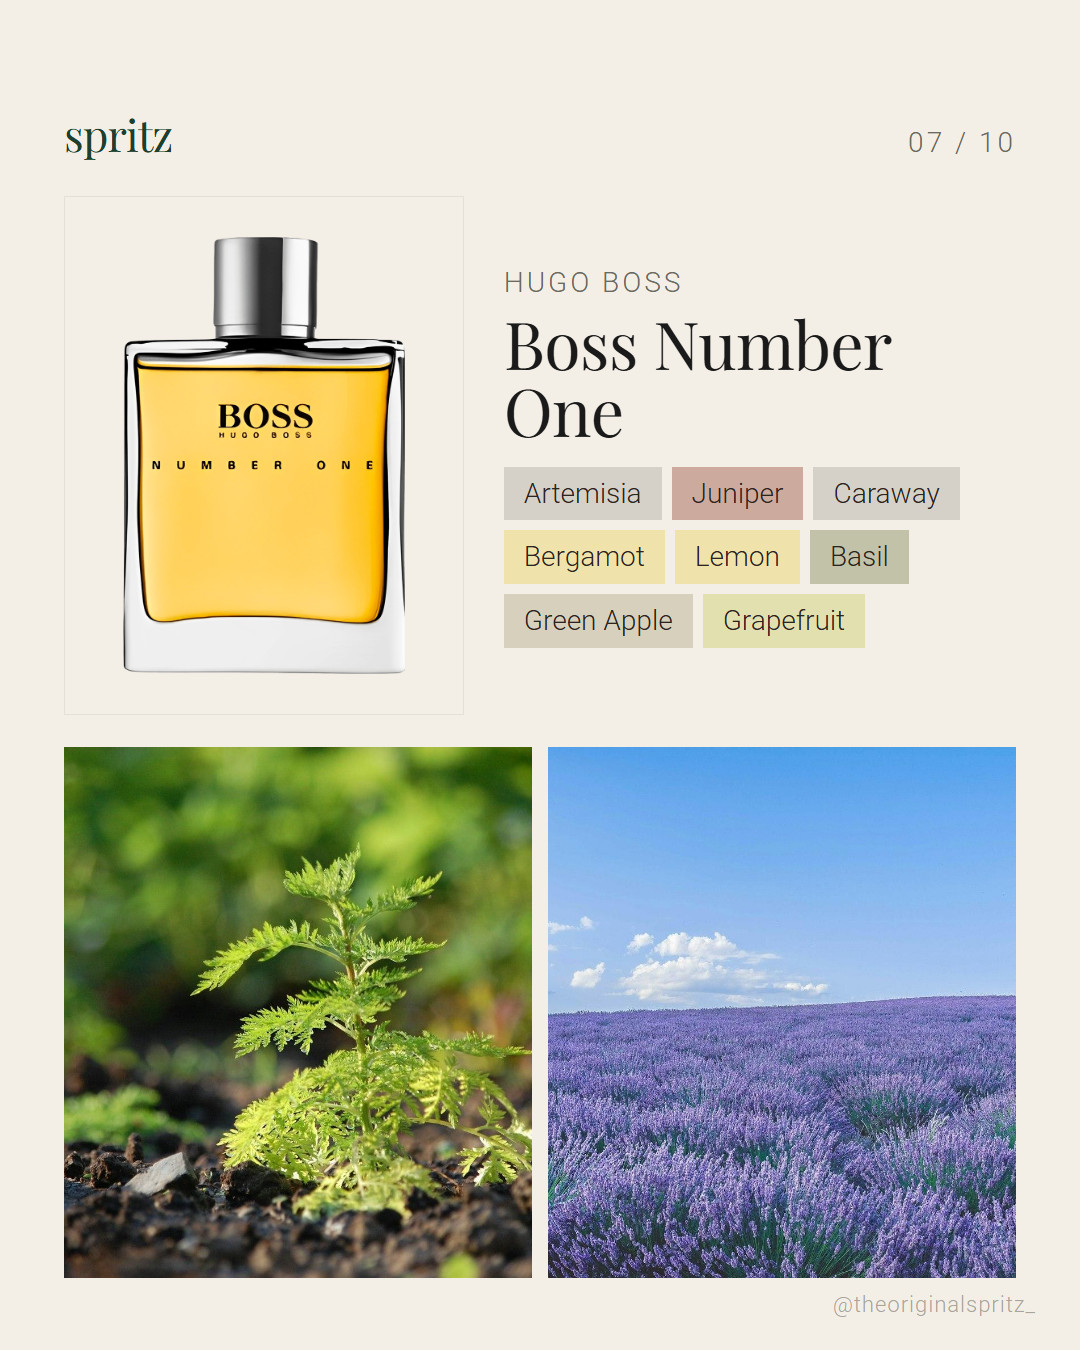 spritz
07 / 10
BOSS
HUGO BOSS
NUMBER ONE
HUGO BOSS
Boss Number
One
Artemisia Juniper Caraway
Bergamot Lemon Basil
Green Apple Grapefruit
@theoriginalspritz_